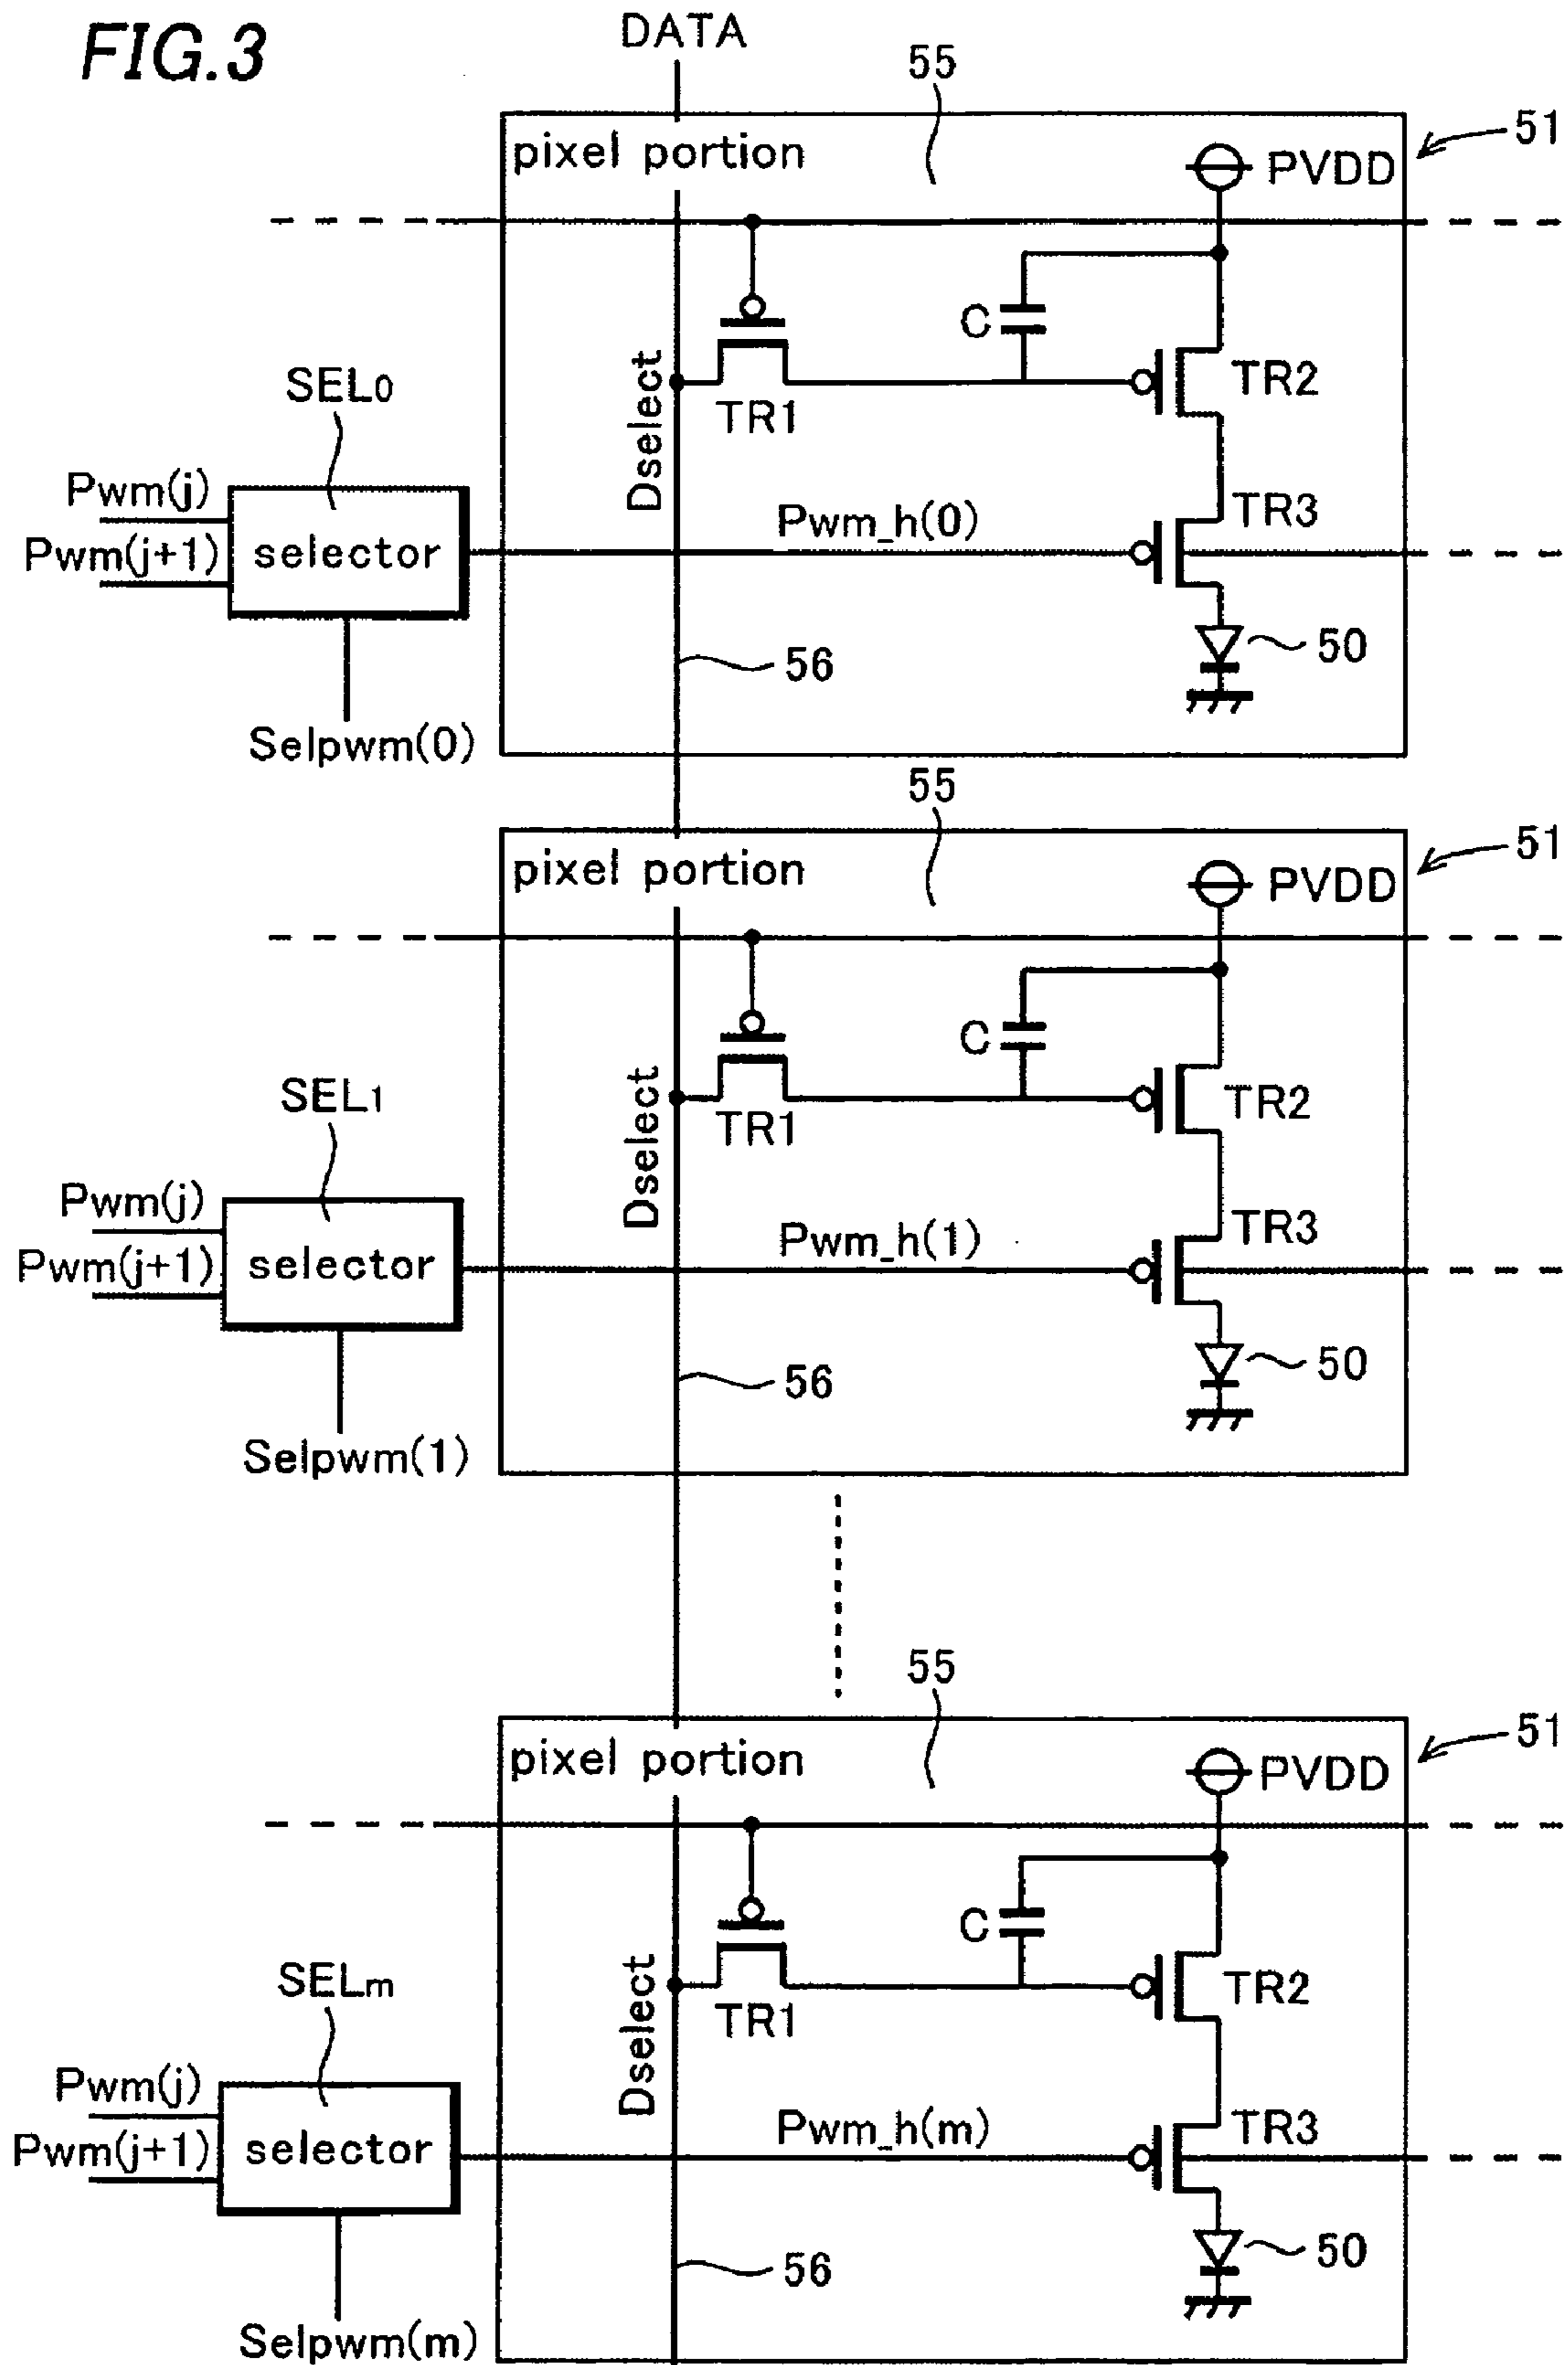 FIG.3
DATA
55
51
pixel portion
PVDD
C
TR2
TR1
Dselect
SEL0
Pwm(j)
Pwm(j+1)
selector
Pwm_h(0)
TR3
50
56
Selpwm(0)
55
51
pixel portion
PVDD
C
TR2
TR1
Dselect
SEL1
Pwm(j)
Pwm(j+1)
selector
Pwm_h(1)
TR3
50
56
Selpwm(1)
55
51
pixel portion
PVDD
C
TR2
TR1
Dselect
SELm
Pwm(j)
Pwm(j+1)
selector
Pwm_h(m)
TR3
50
56
Selpwm(m)